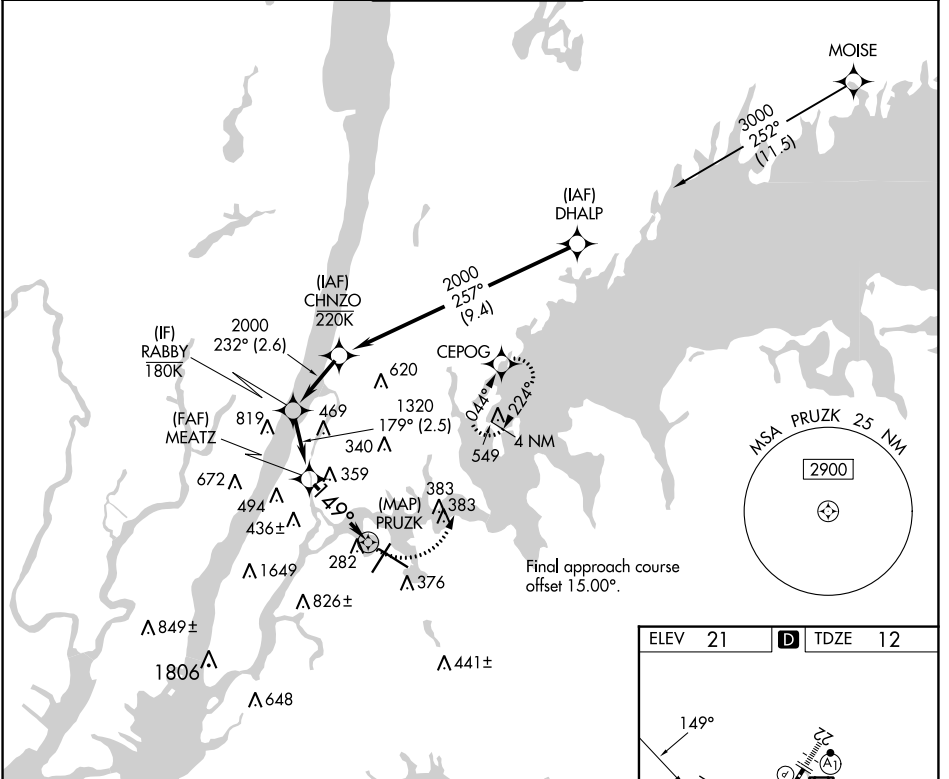 MOISE
3000
252°
(11.5)
(IAF)
DHALP
2000
257°
(9.4)
(IAF)
CHNZO
220K
2000
232° (2.6)
(IF)
RABBY
180K
CEPOG
044°
224°
4 NM
549
620
819
469
1320
179° (2.5)
340
(FAF)
MEATZ
359
672
494
436±
149°
(MAP)
PRUZK
383
383
282
376
1649
826±
849±
1806
648
441±
Final approach course
offset 15.00°.
MSA PRUZK 25 NM
2900
ELEV 21 D TDZE 12
149°
22
A1